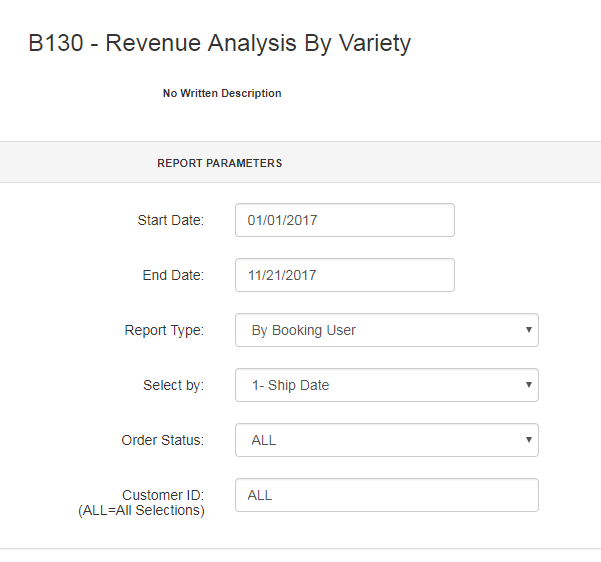 B130 - Revenue Analysis By Variety
No Written Description
REPORT PARAMETERS
Start Date: 01/01/2017
End Date: 11/21/2017
Report Type: By Booking User
Select by: 1- Ship Date
Order Status: ALL
Customer ID: ALL
(ALL=All Selections)